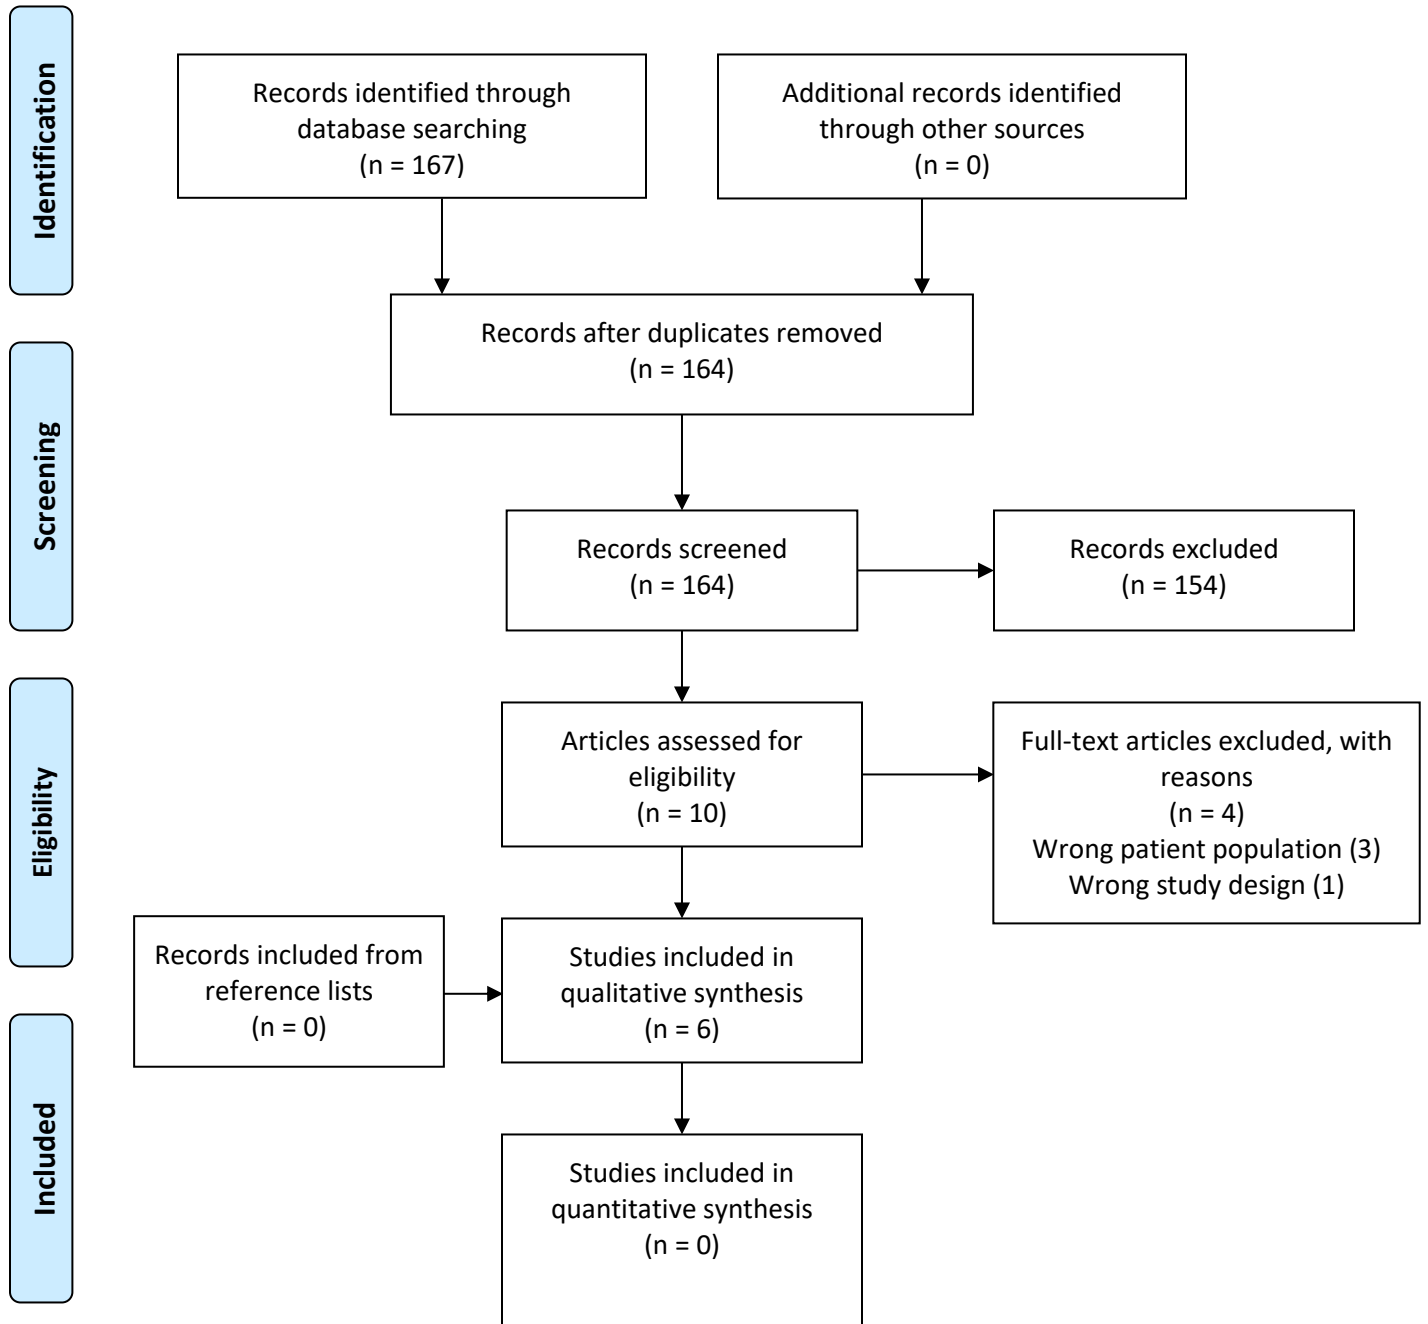 Identification
Records identified through
database searching
(n = 167)
Additional records identified
through other sources
(n = 0)
Records after duplicates removed
(n = 164)
Screening
Records screened
(n = 164)
Records excluded
(n = 154)
Eligibility
Articles assessed for
eligibility
(n = 10)
Full-text articles excluded, with
reasons
(n = 4)
Wrong patient population (3)
Wrong study design (1)
Records included from
reference lists
(n = 0)
Studies included in
qualitative synthesis
(n = 6)
Included
Studies included in
quantitative synthesis
(n = 0)